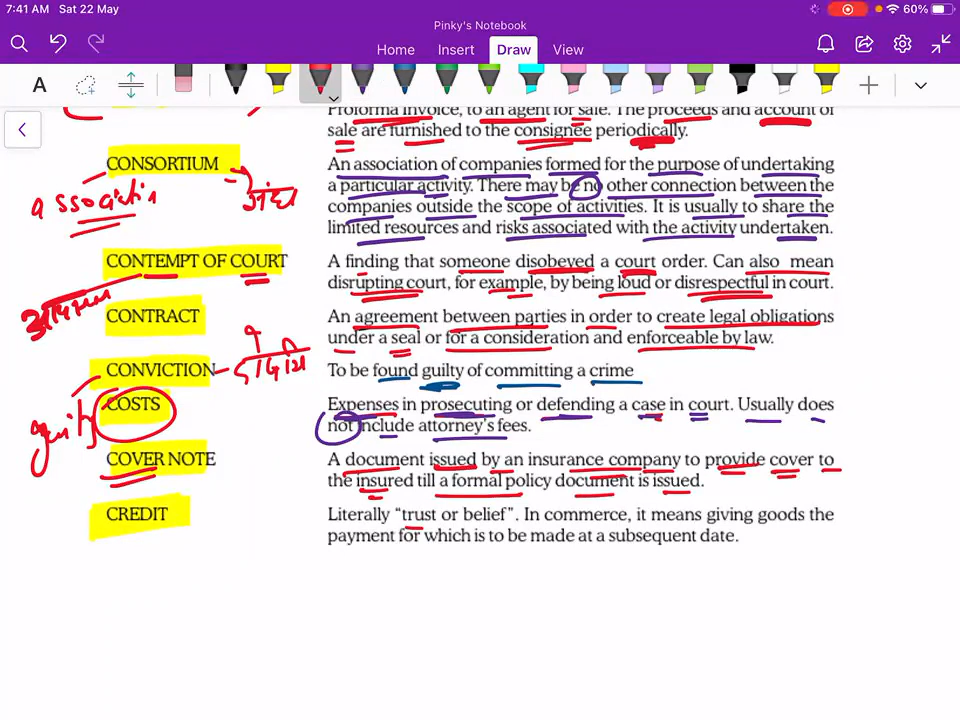 7:41 AM Sat 22 May
60%
Pinky's Notebook
Home Insert Draw View
A
Proforma Invoice, to an agent for sale. The proceeds and account of
sale are furnished to the consignee periodically.
CONSORTIUM
An association of companies formed for the purpose of undertaking
a particular activity. There may be no other connection between the
companies outside the scope of activities. It is usually to share the
limited resources and risks associated with the activity undertaken.
association
CONTEMPT OF COURT
A finding that someone disobeyed a court order. Can also mean
disrupting court, for example, by being loud or disrespectful in court.
CONTRACT
An agreement between parties in order to create legal obligations
under a seal or for a consideration and enforceable by law.
CONVICTION
To be found guilty of committing a crime
guilty
COSTS
Expenses in prosecuting or defending a case in court. Usually does
not include attorney's fees.
COVER NOTE
A document issued by an insurance company to provide cover to
the insured till a formal policy document is issued.
CREDIT
Literally “trust or belief”. In commerce, it means giving goods the
payment for which is to be made at a subsequent date.